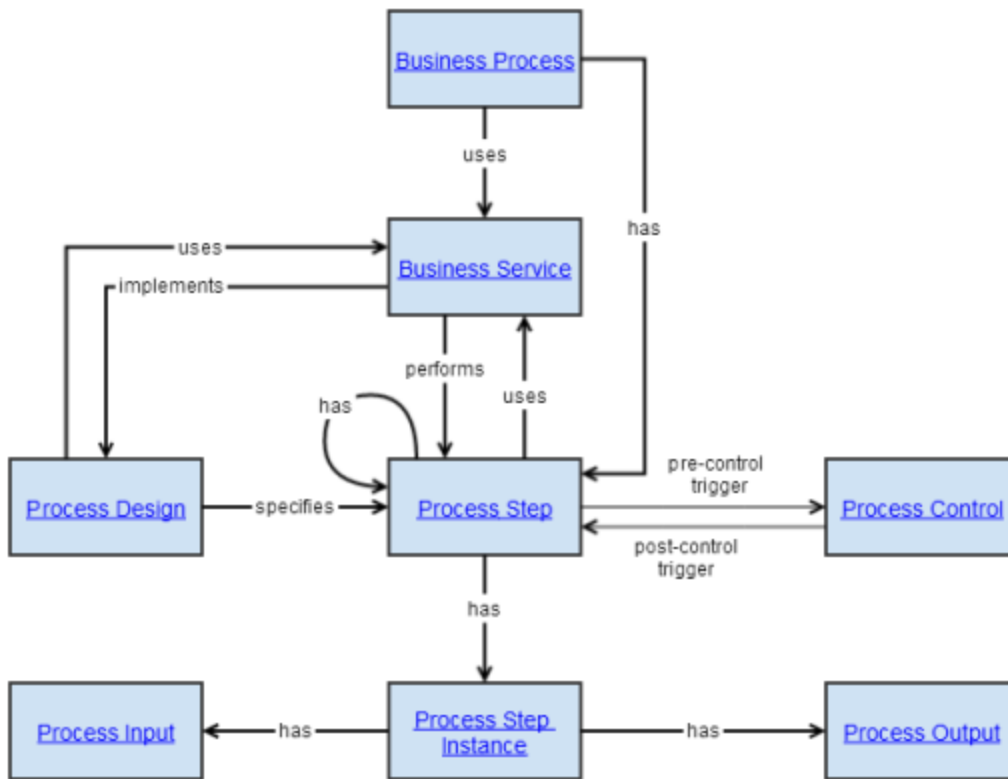 Business Process
uses
has
uses
Business Service
implements
performs
uses
has
pre-control
trigger
Process Design
specifies
Process Step
Process Control
post-control
trigger
has
Process Input
has
Process Step
Instance
has
Process Output